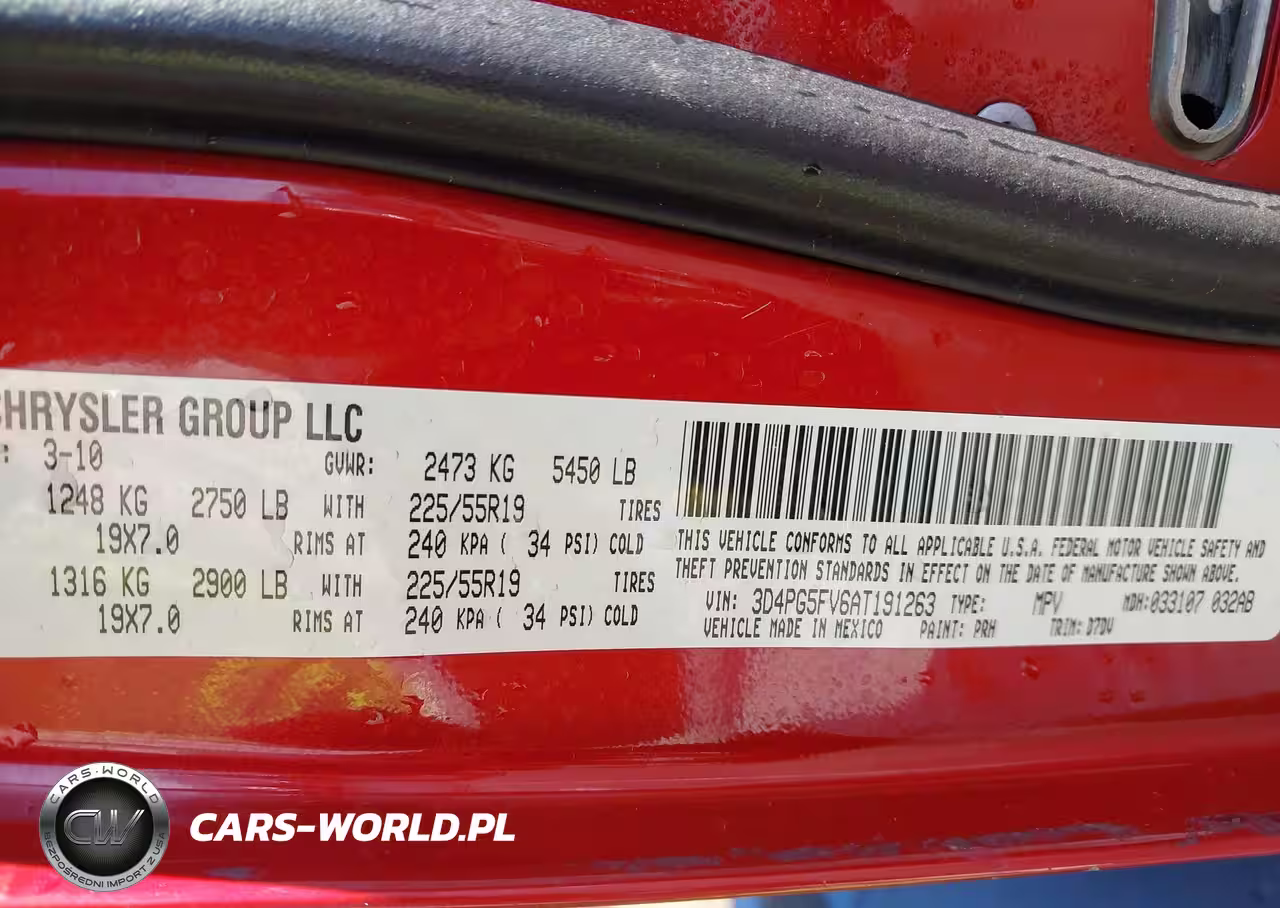 CHRYSLER GROUP LLC
: 3-10 GVWR: 2473 KG 5450 LB
1248 KG 2750 LB WITH 225/55R19 TIRES
19X7.0 RIMS AT 240 KPA ( 34 PSI) COLD
1316 KG 2900 LB WITH 225/55R19 TIRES
19X7.0 RIMS AT 240 KPA ( 34 PSI) COLD
THIS VEHICLE CONFORMS TO ALL APPLICABLE U.S.A. FEDERAL MOTOR VEHICLE SAFETY AND
THEFT PREVENTION STANDARDS IN EFFECT ON THE DATE OF MANUFACTURE SHOWN ABOVE.
VIN: 3D4PG5FV6AT191263 TYPE: MPV MDH:033107 032AB
VEHICLE MADE IN MEXICO PAINT: PRH TRIM: D7DV
CARS-WORLD
CW
BEZPOŚREDNI IMPORT Z USA
CARS-WORLD.PL